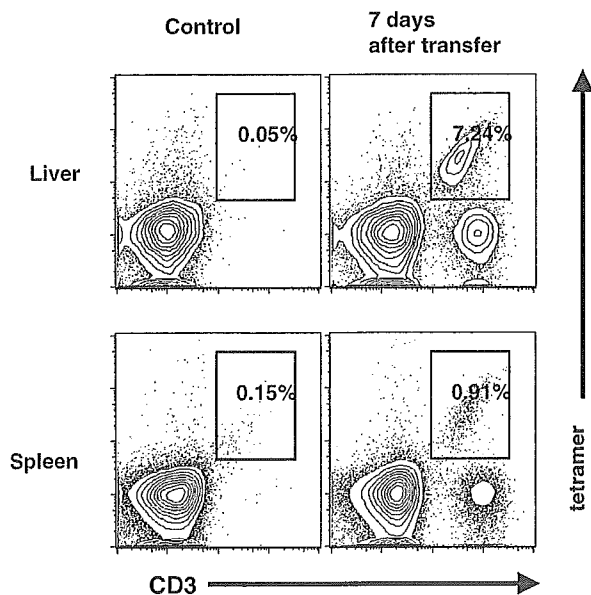 Control
7 days
after transfer
Liver
0.05%
7.24%
Spleen
0.15%
0.91%
tetramer
CD3